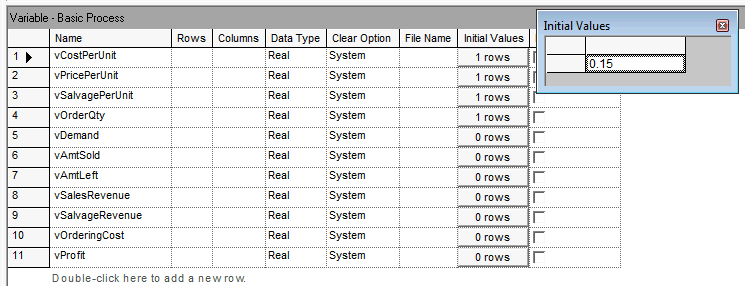 Variable - Basic Process
Initial Values
Name Rows Columns Data Type Clear Option File Name Initial Values
0.15
1 vCostPerUnit Real System 1 rows
2 vPricePerUnit Real System 1 rows
3 vSalvagePerUnit Real System 1 rows
4 vOrderQty Real System 1 rows
5 vDemand Real System 0 rows
6 vAmtSold Real System 0 rows
7 vAmtLeft Real System 0 rows
8 vSalesRevenue Real System 0 rows
9 vSalvageRevenue Real System 0 rows
10 vOrderingCost Real System 0 rows
11 vProfit Real System 0 rows
Double-click here to add a new row.